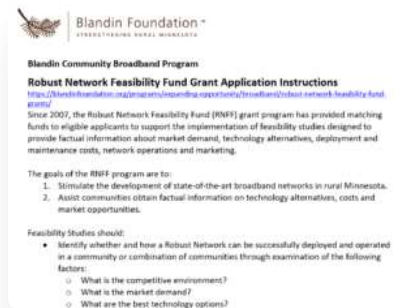 Blandin Foundation™
STRENGTHENING RURAL MINNESOTA
Blandin Community Broadband Program
Robust Network Feasibility Fund Grant Application Instructions
https://blandinfoundation.org/programs/expanding-opportunity/broadband/robust-network-feasibility-fund-
grants/
Since 2007, the Robust Network Feasibility Fund (RNFF) grant program has provided matching
funds to eligible applicants to support the implementation of feasibility studies designed to
provide factual information about market demand, technology alternatives, deployment and
maintenance costs, network operations and marketing.
The goals of the RNFF program are to:
1. Stimulate the development of state-of-the-art broadband networks in rural Minnesota.
2. Assist communities obtain factual information on technology alternatives, costs and
market opportunities.
Feasibility Studies should:
• Identify whether and how a Robust Network can be successfully deployed and operated
in a community or combination of communities through examination of the following
factors:
○ What is the competitive environment?
○ What is the market demand?
○ What are the best technology options?